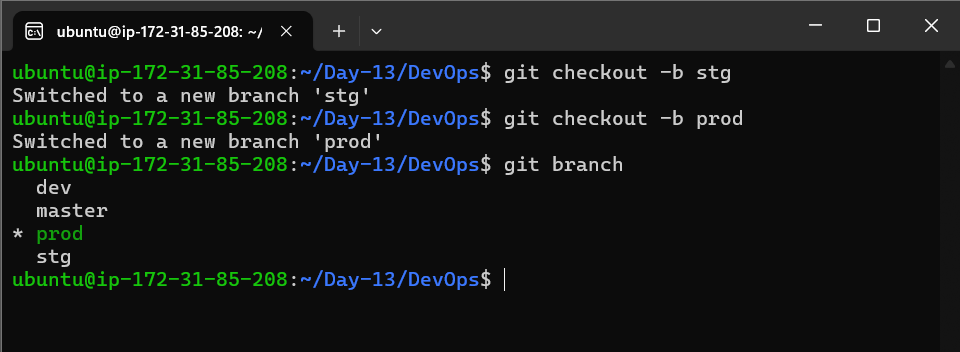 ubuntu@ip-172-31-85-208: ~/
ubuntu@ip-172-31-85-208:~/Day-13/DevOps$ git checkout -b stg
Switched to a new branch 'stg'
ubuntu@ip-172-31-85-208:~/Day-13/DevOps$ git checkout -b prod
Switched to a new branch 'prod'
ubuntu@ip-172-31-85-208:~/Day-13/DevOps$ git branch
  dev
  master
* prod
  stg
ubuntu@ip-172-31-85-208:~/Day-13/DevOps$